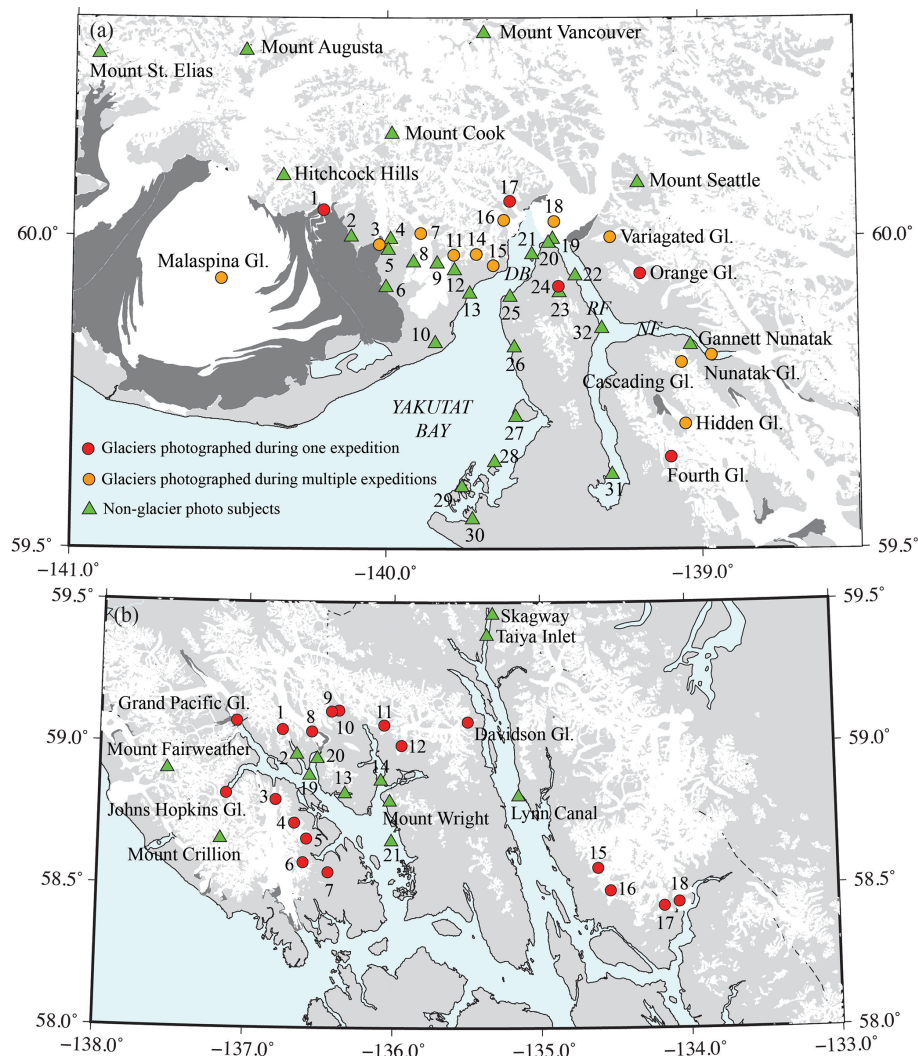 (a)
Mount Vancouver
Mount Augusta
Mount St. Elias
Mount Cook
Hitchcock Hills
Mount Seattle
1
17
2
3
4
7
16
18
60.0°
60.0°
Variagated Gl.
11
14
15
21
19
20
Malaspina Gl.
5
8
9
12
DB
22
Orange Gl.
6
13
24
25
23
RF
10
32
NF
Gannett Nunatak
26
Nunatak Gl.
Cascading Gl.
YAKUTAT
BAY
27
Hidden Gl.
Glaciers photographed during one expedition
28
Fourth Gl.
Glaciers photographed during multiple expeditions
29
31
Non-glacier photo subjects
30
59.5°
59.5°
−141.0°
−140.0°
−139.0°
59.5°
59.5°
(b)
Skagway
Taiya Inlet
Grand Pacific Gl.
9
1
8
10
11
59.0°
Davidson Gl.
59.0°
Mount Fairweather
2
20
12
19
13
14
Johns Hopkins Gl.
3
Mount Wright
Lynn Canal
4
5
Mount Crillion
21
6
7
15
58.5°
58.5°
16
18
17
58.0°
58.0°
−138.0°
−137.0°
−136.0°
−135.0°
−134.0°
−133.0°